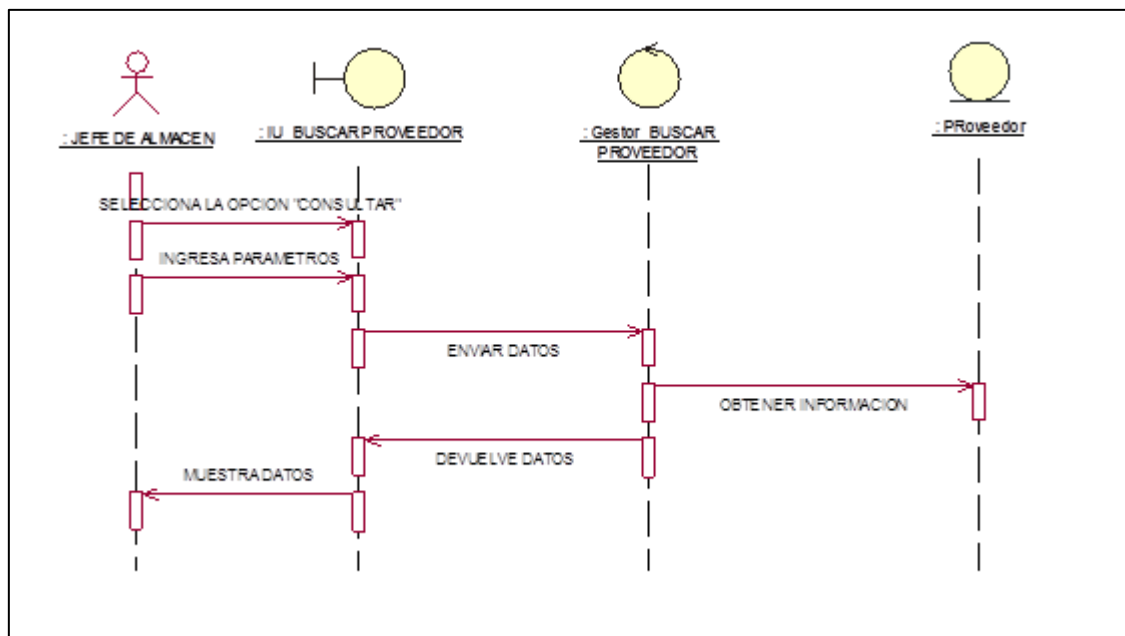 : JEFE DE ALMACEN
: IU_BUSCAR PROVEEDOR
: Gestor_BUSCAR
PROVEEDOR
: PRoveedor
SELECCIONA LA OPCION "CONSULTAR"
INGRESA PARAMETROS
ENVIAR DATOS
OBTENER INFORMACION
DEVUELVE DATOS
MUESTRA DATOS